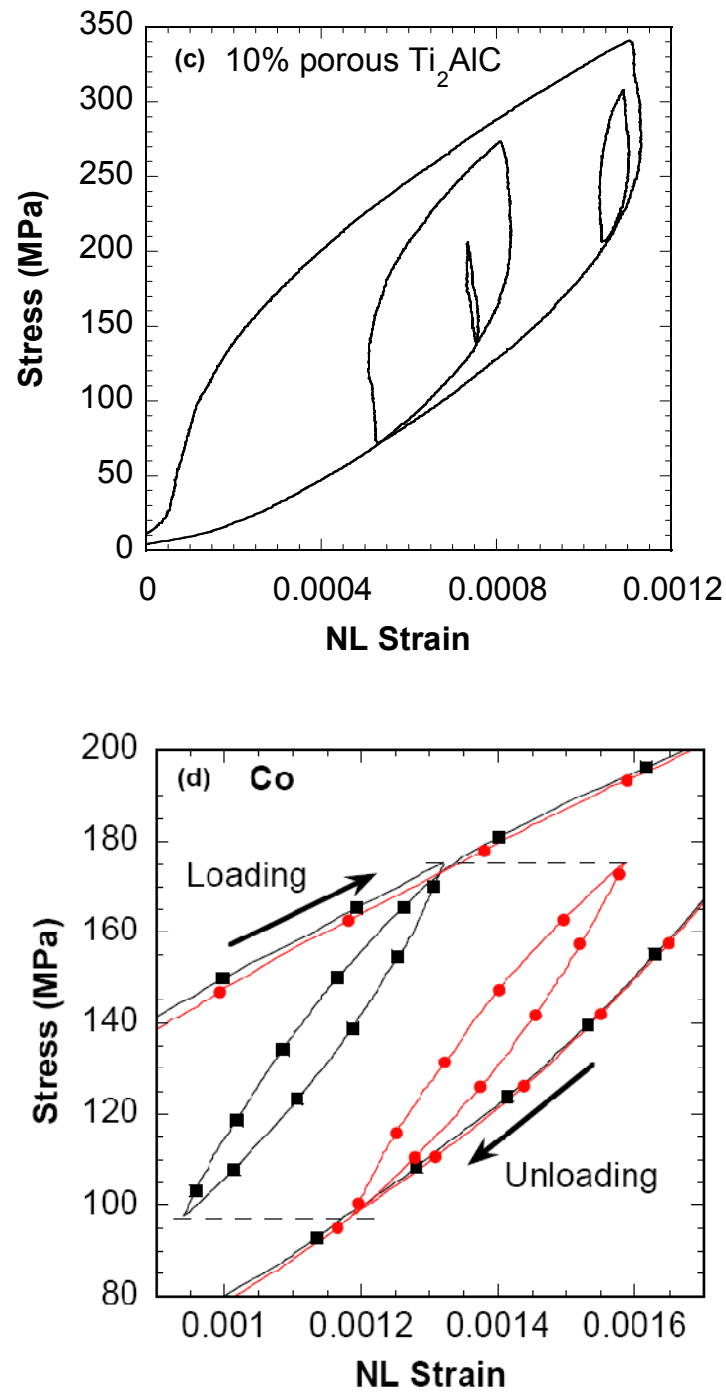 (c) 10% porous Ti₂AlC
350
300
250
200
150
100
50
0
Stress (MPa)
0 0.0004 0.0008 0.0012
NL Strain
(d) Co
200
180
160
140
120
100
80
Stress (MPa)
Loading
Unloading
0.001 0.0012 0.0014 0.0016
NL Strain